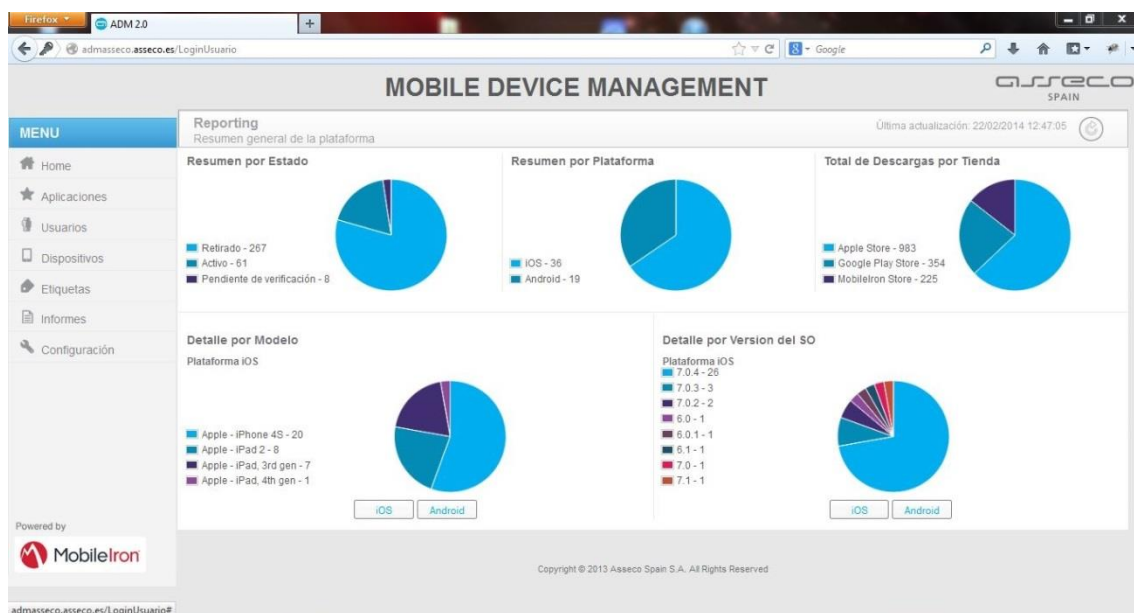 Firefox
ADM 2.0
admasseco.asseco.es/LoginUsuario
Google
MOBILE DEVICE MANAGEMENT
asseco
SPAIN
MENU
Home
Aplicaciones
Usuarios
Dispositivos
Etiquetas
Informes
Configuración
Powered by
MobileIron
Reporting
Resumen general de la plataforma
Última actualización: 22/02/2014 12:47:05
Resumen por Estado
Retirado - 267
Activo - 61
Pendiente de verificación - 8
Resumen por Plataforma
iOS - 36
Android - 19
Total de Descargas por Tienda
Apple Store - 983
Google Play Store - 354
MobileIron Store - 225
Detalle por Modelo
Plataforma iOS
Apple - iPhone 4S - 20
Apple - iPad 2 - 8
Apple - iPad, 3rd gen - 7
Apple - iPad, 4th gen - 1
iOS Android
Detalle por Version del SO
Plataforma iOS
7.0.4 - 26
7.0.3 - 3
7.0.2 - 2
6.0 - 1
6.0.1 - 1
6.1 - 1
7.0 - 1
7.1 - 1
iOS Android
Copyright © 2013 Asseco Spain S.A. All Rights Reserved
admasseco.asseco.es/LoginUsuario#